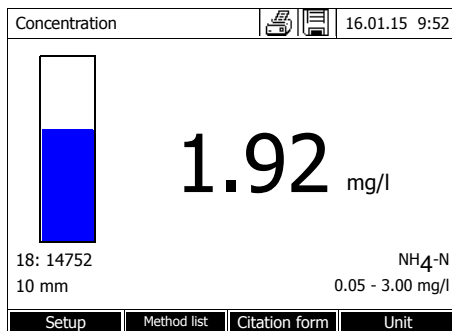 Concentration 16.01.15 9:52
1.92 mg/l
18: 14752 NH4-N
10 mm 0.05 - 3.00 mg/l
Setup Method list Citation form Unit